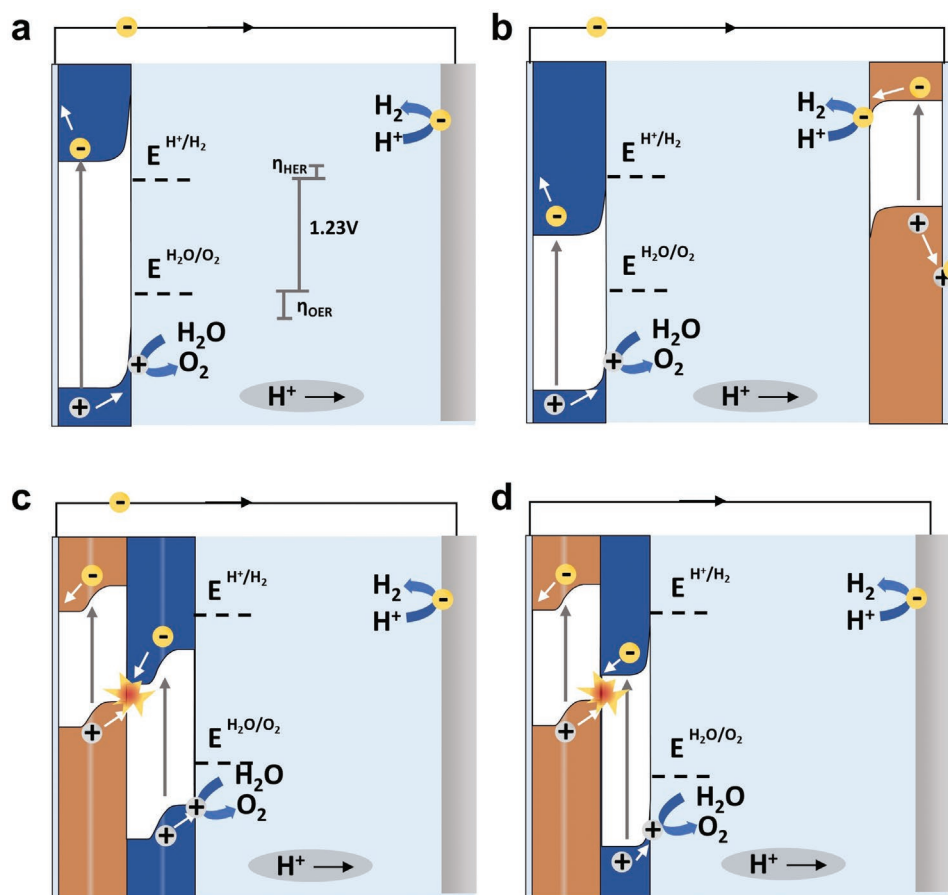 a
-
H₂
H⁺
-
-
E H⁺/H₂
ηHER
1.23V
E H₂O/O₂
ηOER
H₂O
O₂
+
+
H⁺
b
-
-
H₂
H⁺
-
E H⁺/H₂
-
+
E H₂O/O₂
+
H₂O
O₂
+
+
H⁺
c
-
-
E H⁺/H₂
H₂
H⁺
-
-
+
E H₂O/O₂
H₂O
O₂
+
+
H⁺
d
-
E H⁺/H₂
H₂
H⁺
-
-
+
E H₂O/O₂
H₂O
O₂
+
+
H⁺